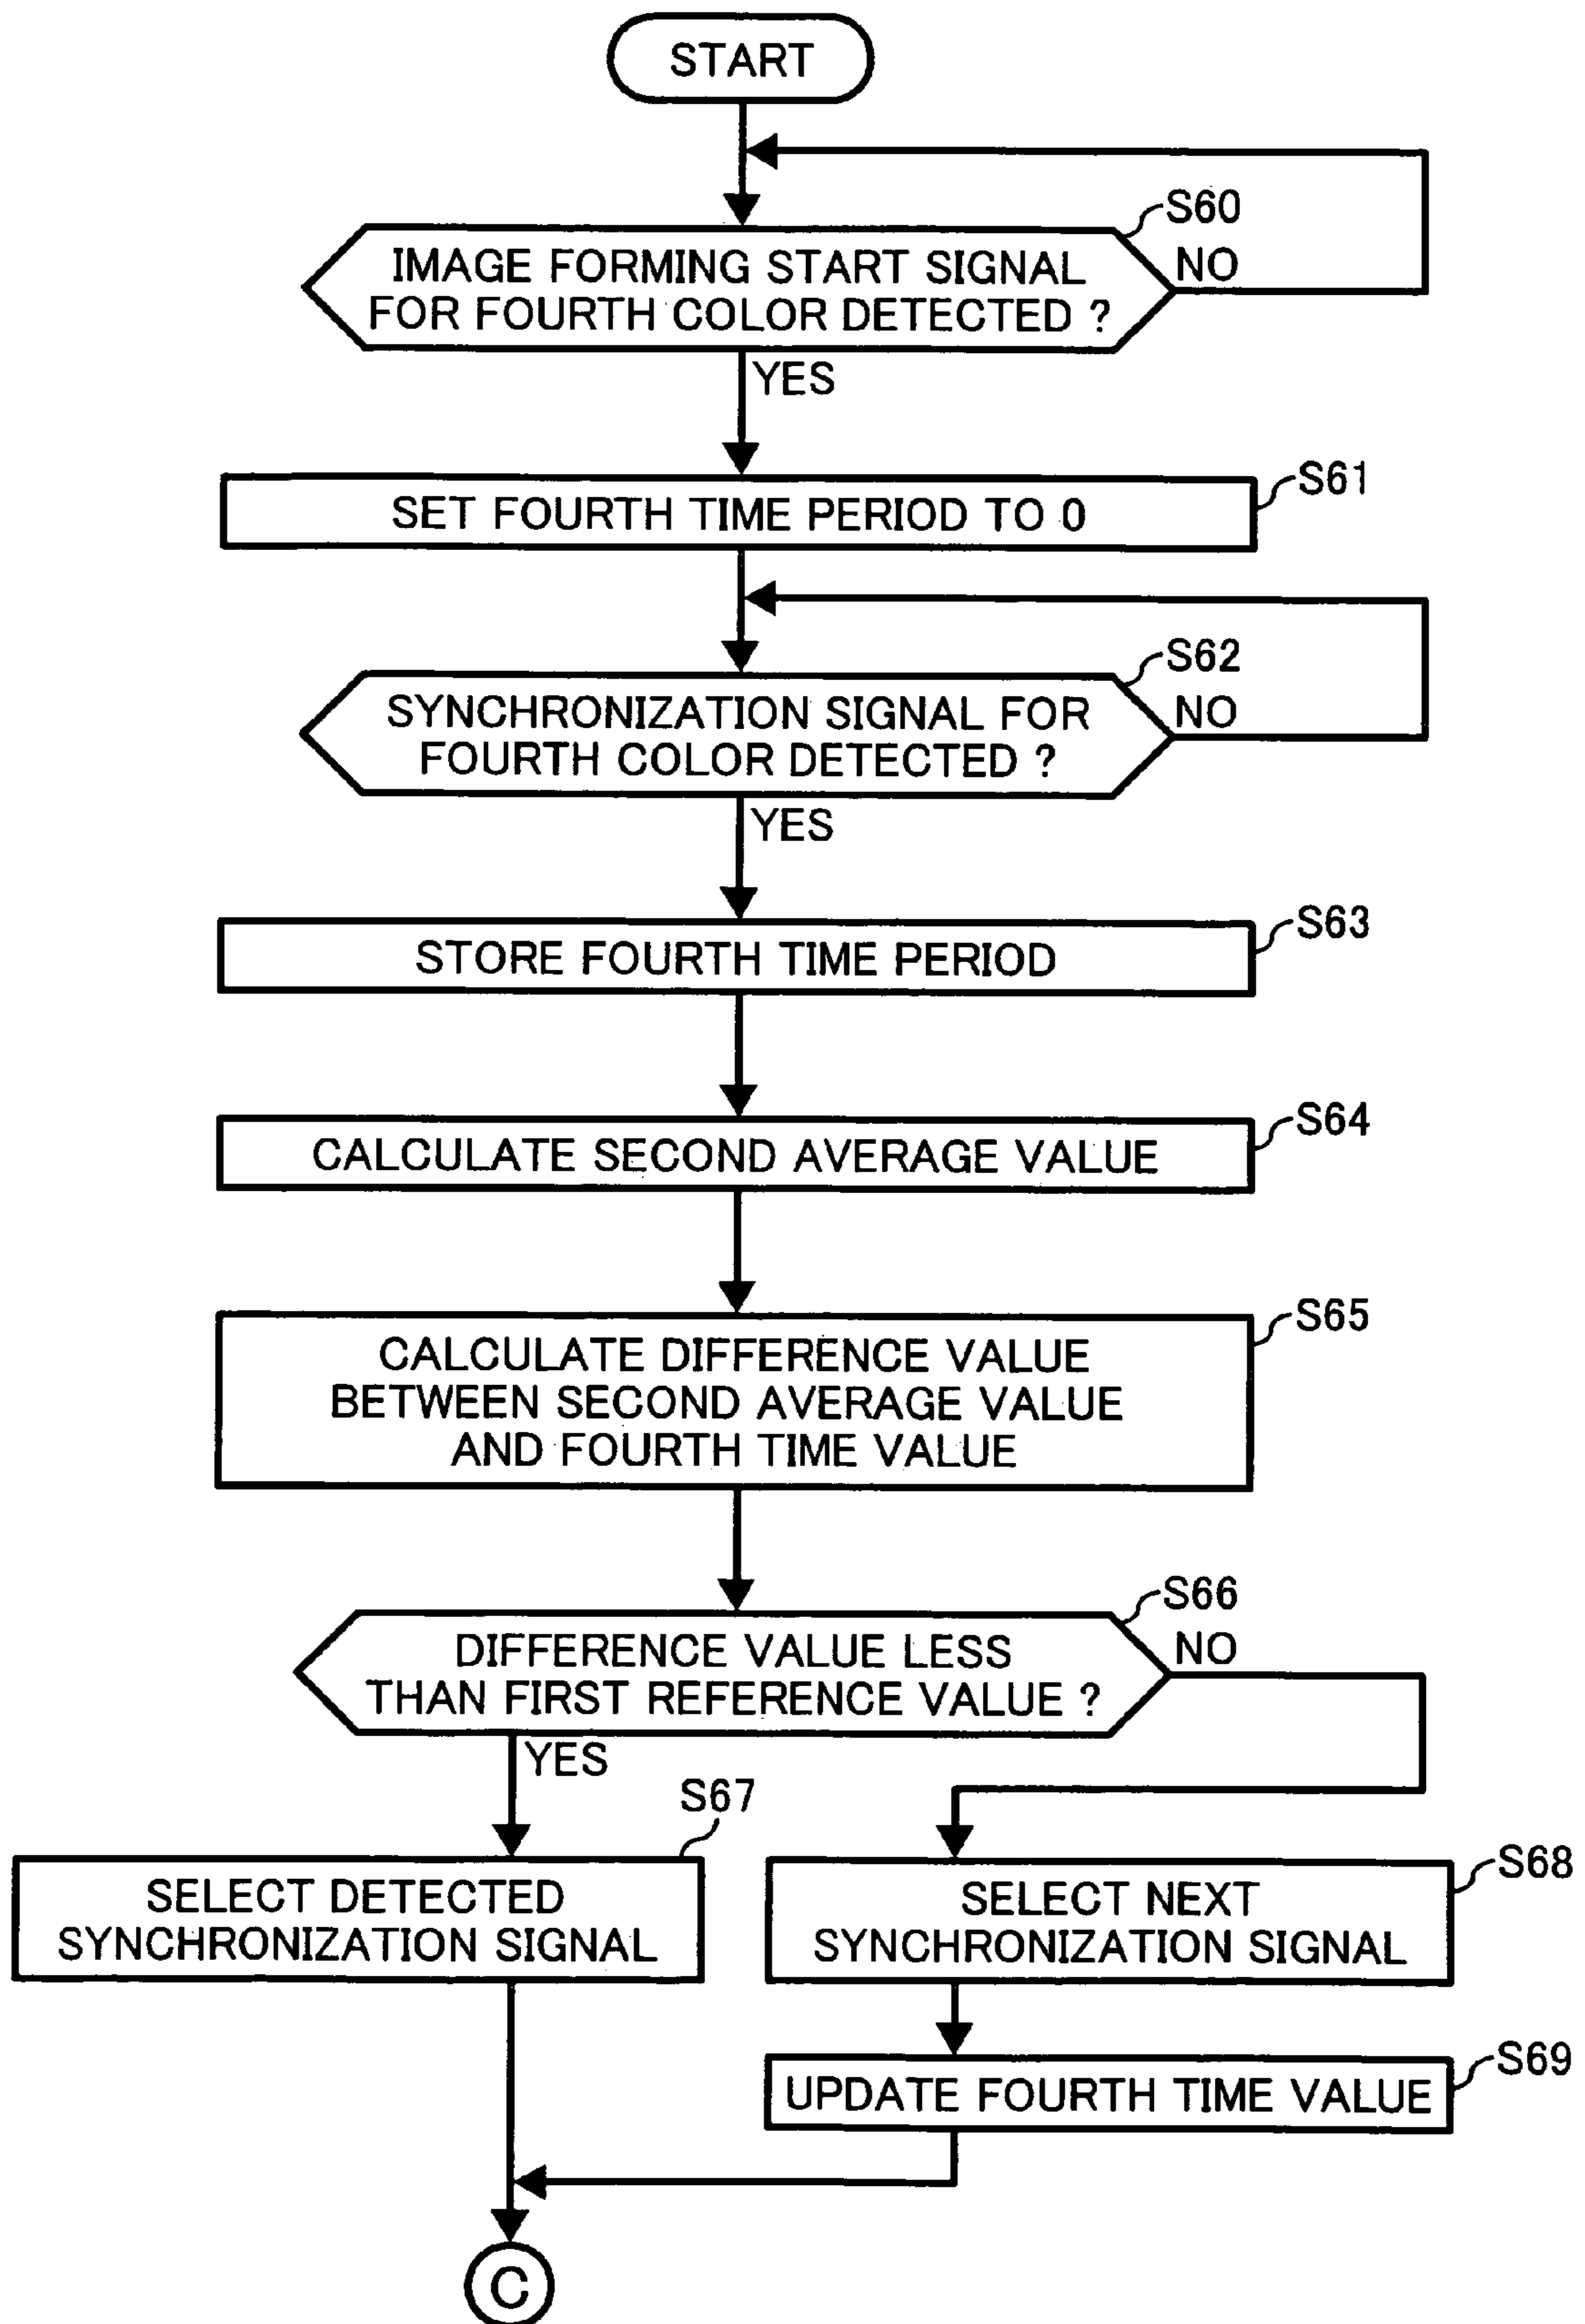 START
S60
IMAGE FORMING START SIGNAL
FOR FOURTH COLOR DETECTED ?
NO
YES
S61
SET FOURTH TIME PERIOD TO 0
S62
SYNCHRONIZATION SIGNAL FOR
FOURTH COLOR DETECTED ?
NO
YES
S63
STORE FOURTH TIME PERIOD
S64
CALCULATE SECOND AVERAGE VALUE
S65
CALCULATE DIFFERENCE VALUE
BETWEEN SECOND AVERAGE VALUE
AND FOURTH TIME VALUE
S66
DIFFERENCE VALUE LESS
THAN FIRST REFERENCE VALUE ?
NO
YES
S67
SELECT DETECTED
SYNCHRONIZATION SIGNAL
S68
SELECT NEXT
SYNCHRONIZATION SIGNAL
S69
UPDATE FOURTH TIME VALUE
C